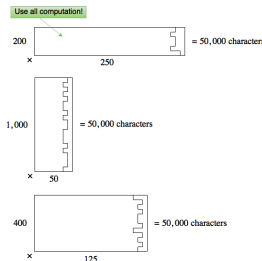 Use all computation!
200
= 50,000 characters
×
250
1,000
= 50,000 characters
×
50
400
= 50,000 characters
×
125